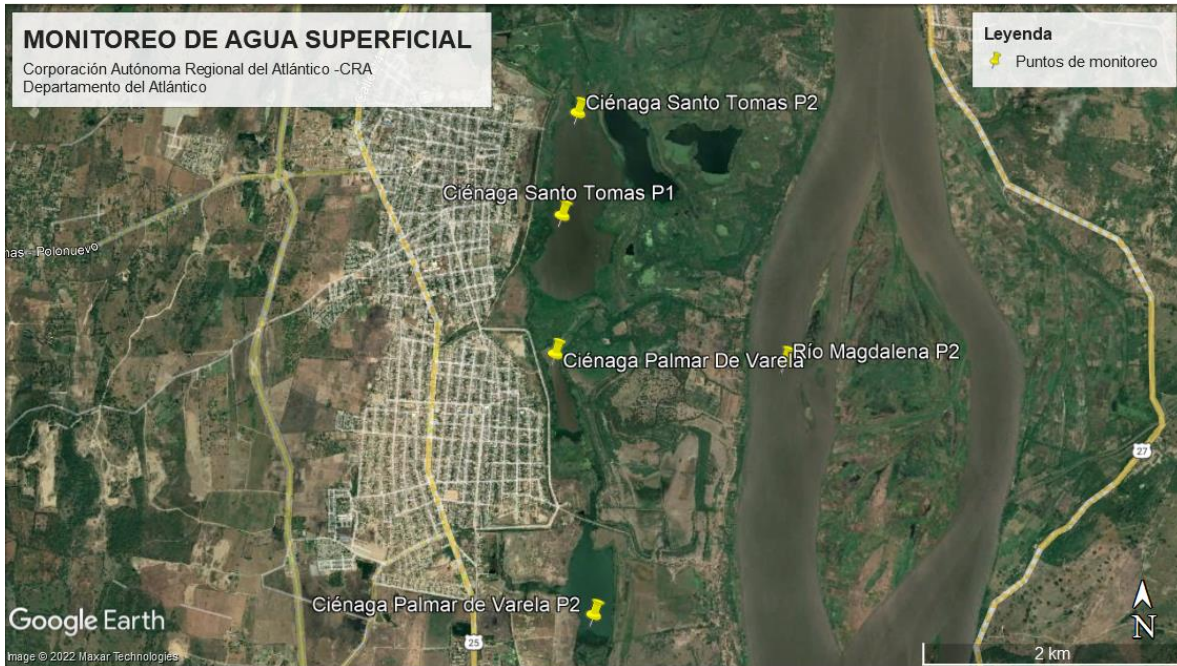 MONITOREO DE AGUA SUPERFICIAL
Corporación Autónoma Regional del Atlántico -CRA
Departamento del Atlántico
Leyenda
Puntos de monitoreo
Ciénaga Santo Tomas P2
Ciénaga Santo Tomas P1
nas - Polonuevo
Ciénaga Palmar De Varela
Río Magdalena P2
27
Ciénaga Palmar de Varela P2
Google Earth
25
N
2 km
Image © 2022 Maxar Technologies